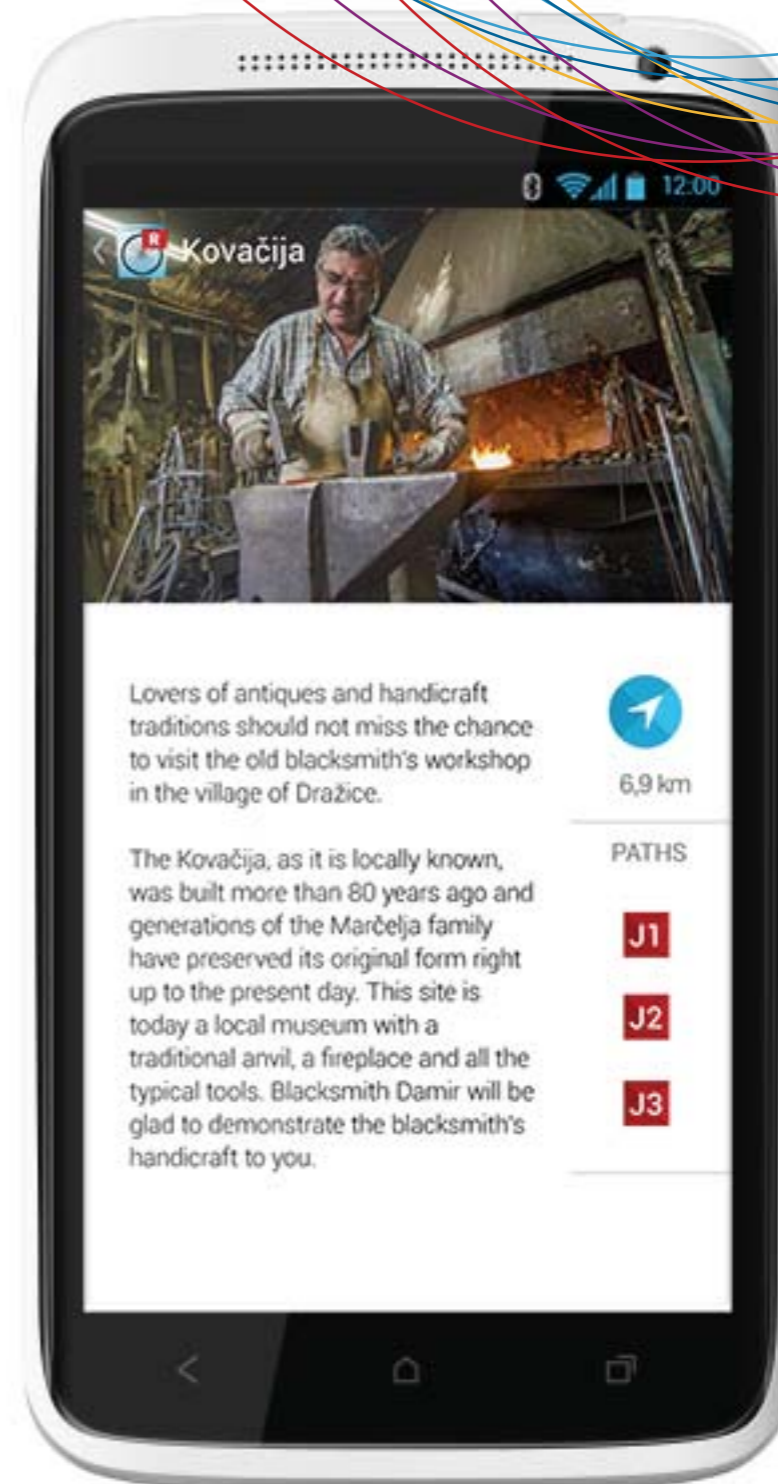 12:00
R
Kovačija
Lovers of antiques and handicraft
traditions should not miss the chance
to visit the old blacksmith's workshop
in the village of Dražice.
6,9 km
The Kovačija, as it is locally known,
was built more than 80 years ago and
generations of the Marčelja family
have preserved its original form right
up to the present day. This site is
today a local museum with a
traditional anvil, a fireplace and all the
typical tools. Blacksmith Damir will be
glad to demonstrate the blacksmith's
handicraft to you.
PATHS
J1
J2
J3